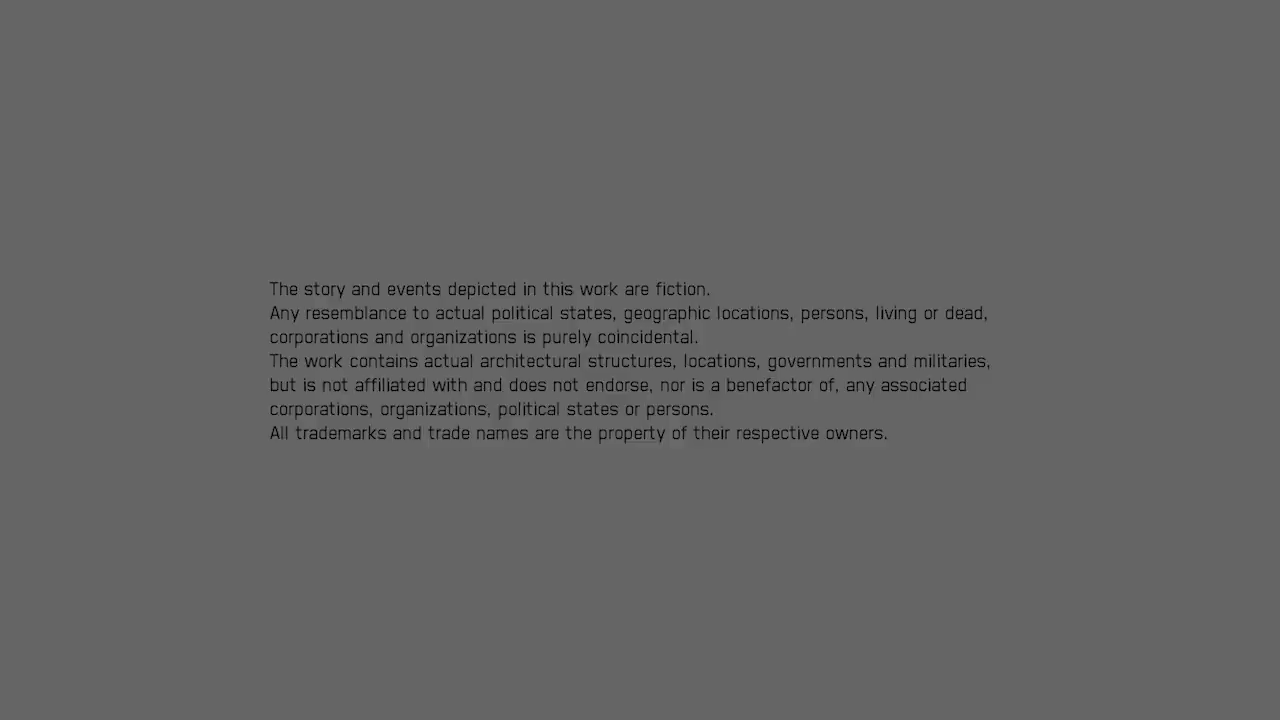 The story and events depicted in this work are fiction.
Any resemblance to actual political states, geographic locations, persons, living or dead,
corporations and organizations is purely coincidental.
The work contains actual architectural structures, locations, governments and militaries,
but is not affiliated with and does not endorse, nor is a benefactor of, any associated
corporations, organizations, political states or persons.
All trademarks and trade names are the property of their respective owners.